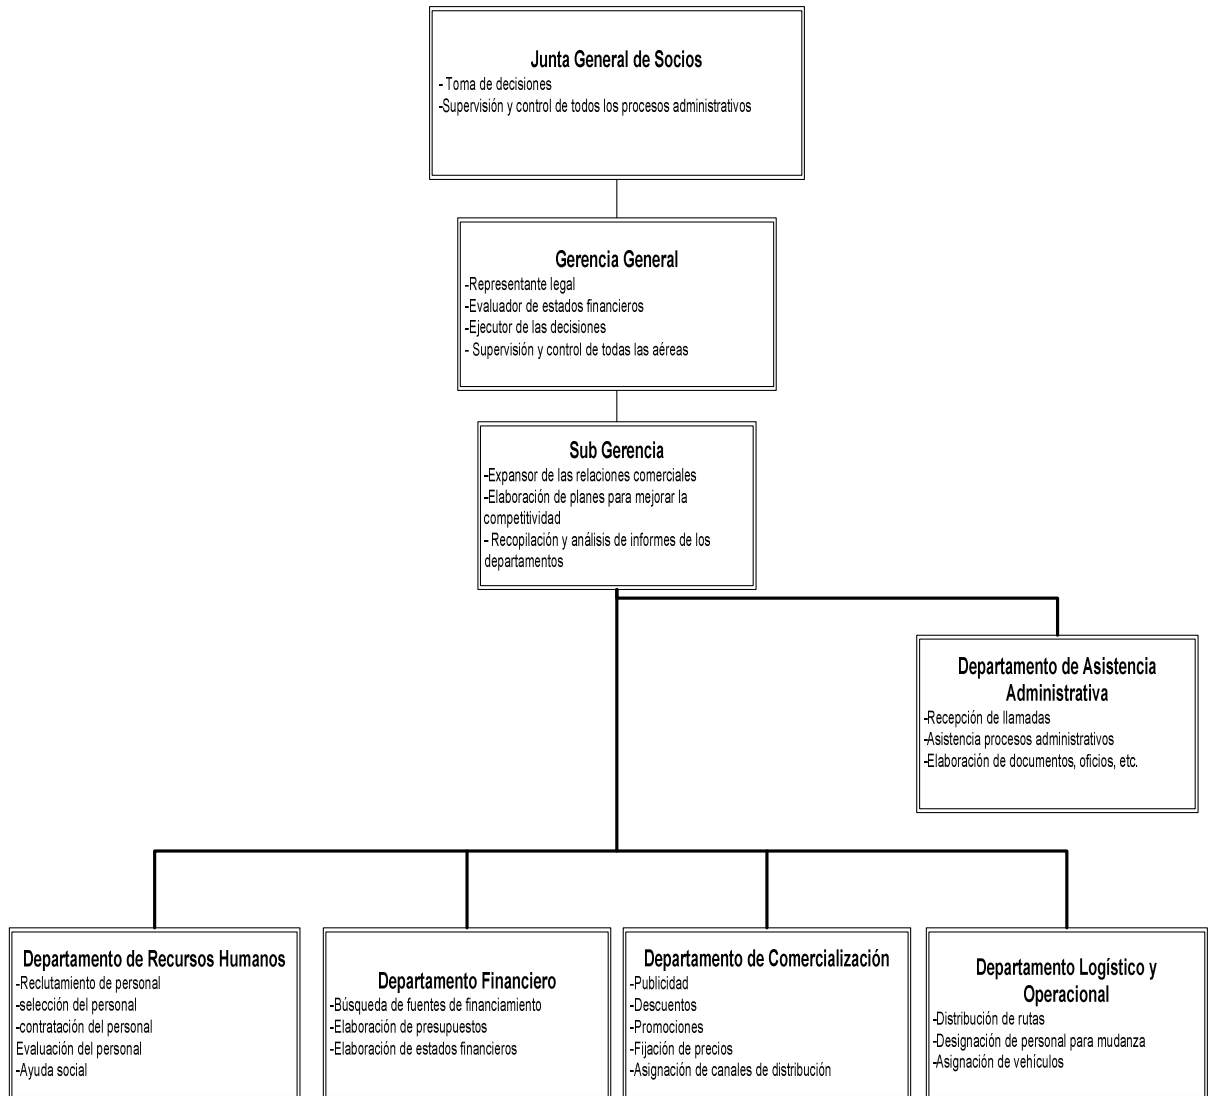 Junta General de Socios
- Toma de decisiones
-Supervisión y control de todos los procesos administrativos
Gerencia General
-Representante legal
-Evaluador de estados financieros
-Ejecutor de las decisiones
- Supervisión y control de todas las aéreas
Sub Gerencia
-Expansor de las relaciones comerciales
-Elaboración de planes para mejorar la
competitividad
- Recopilación y análisis de informes de los
departamentos
Departamento de Asistencia
Administrativa
-Recepción de llamadas
-Asistencia procesos administrativos
-Elaboración de documentos, oficios, etc.
Departamento de Recursos Humanos
-Reclutamiento de personal
-selección del personal
-contratación del personal
Evaluación del personal
-Ayuda social
Departamento Financiero
-Búsqueda de fuentes de financiamiento
-Elaboración de presupuestos
-Elaboración de estados financieros
Departamento de Comercialización
-Publicidad
-Descuentos
-Promociones
-Fijación de precios
-Asignación de canales de distribución
Departamento Logístico y
Operacional
-Distribución de rutas
-Designación de personal para mudanza
-Asignación de vehículos